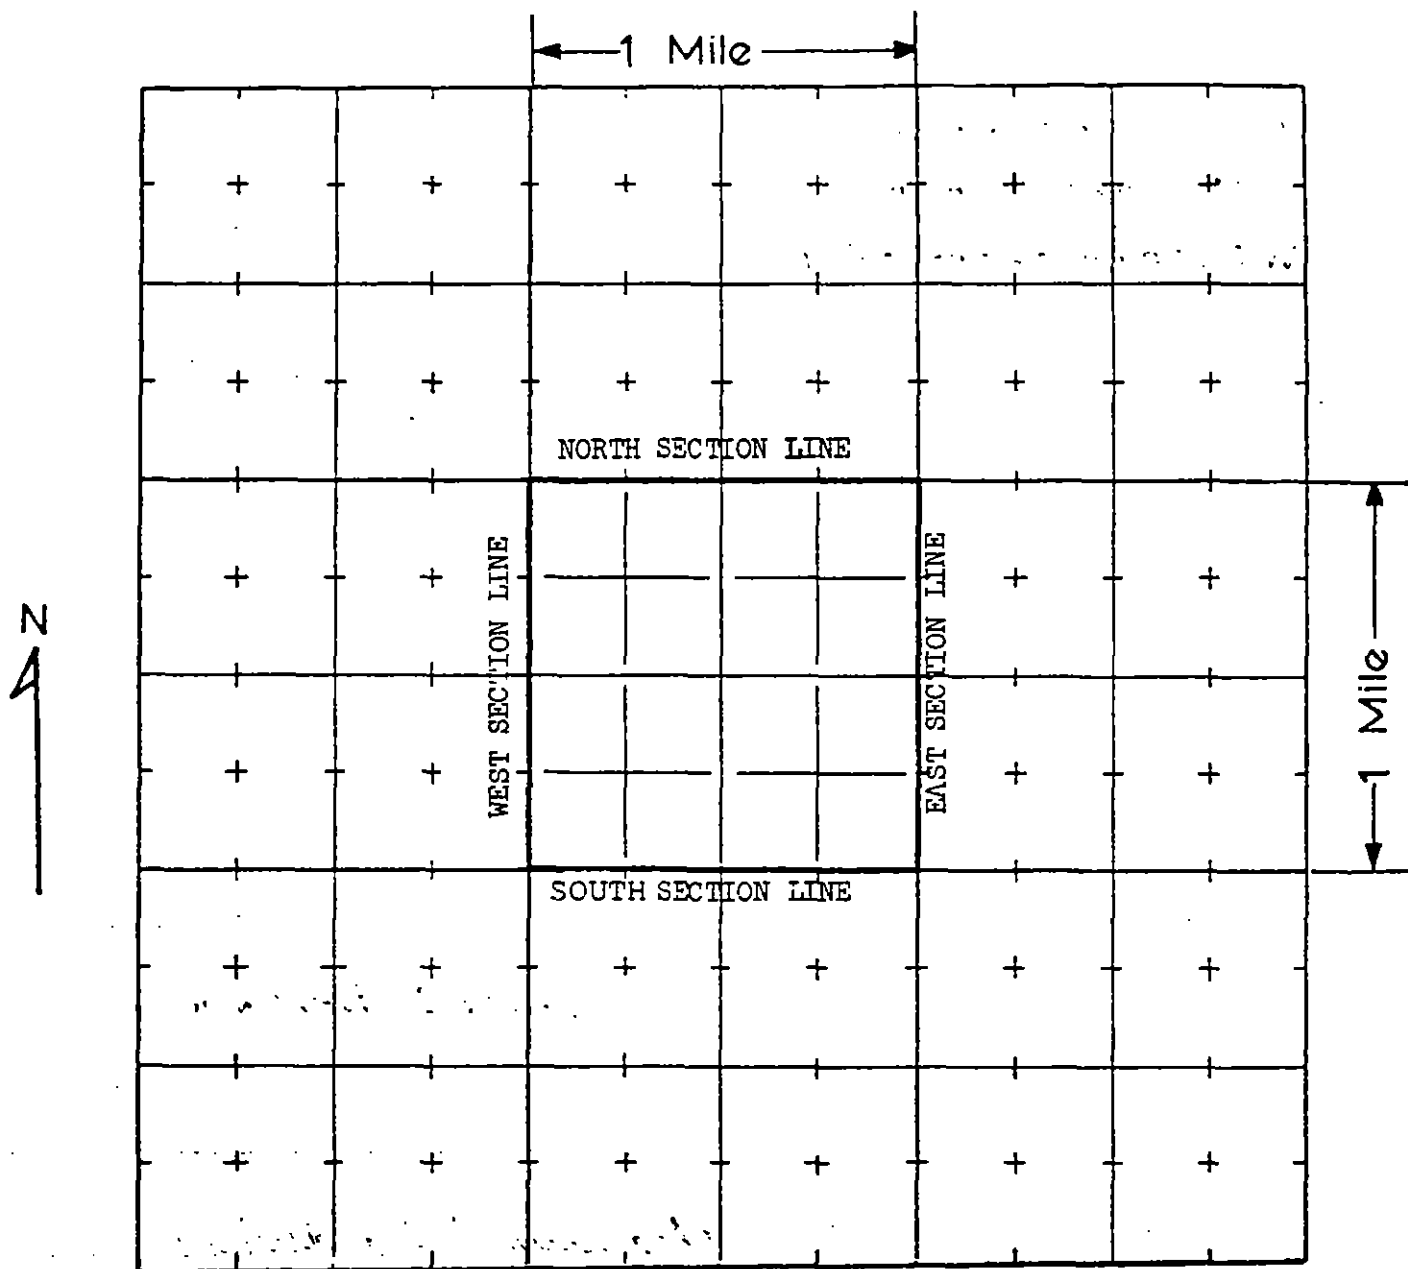 1 Mile
NORTH SECTION LINE
WEST SECTION LINE
EAST SECTION LINE
N
1 Mile
SOUTH SECTION LINE